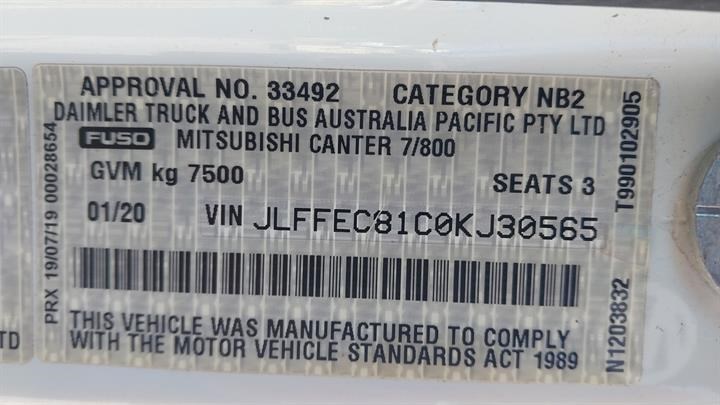 APPROVAL NO. 33492 CATEGORY NB2
DAIMLER TRUCK AND BUS AUSTRALIA PACIFIC PTY LTD
FUSO MITSUBISHI CANTER 7/800
GVM kg 7500 SEATS 3
01/20 VIN JLFFEC81C0KJ30565
THIS VEHICLE WAS MANUFACTURED TO COMPLY
WITH THE MOTOR VEHICLE STANDARDS ACT 1989
PRX 19/07/19 00028654
T990102905
N1203832
TD